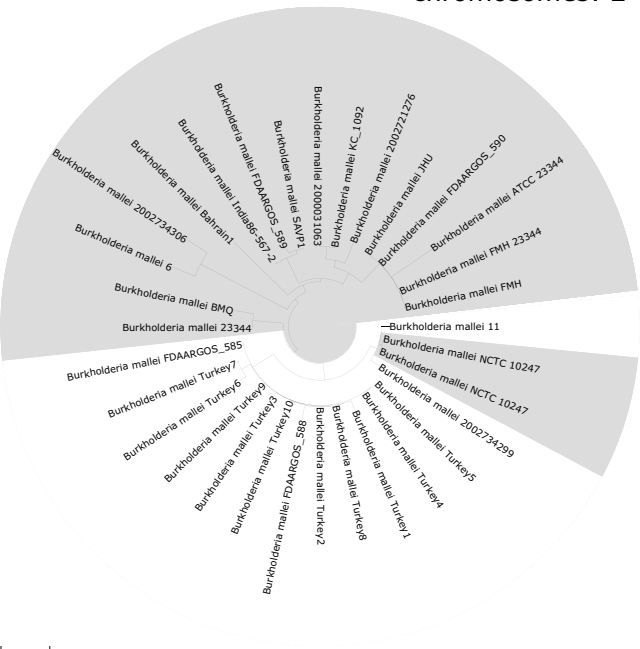 Burkholderia mallei 11
Burkholderia mallei FMH
Burkholderia mallei FMH 23344
Burkholderia mallei ATCC 23344
Burkholderia mallei FDAARGOS_590
Burkholderia mallei JHU
Burkholderia mallei 2002721276
Burkholderia mallei KC_1092
Burkholderia mallei 2000031063
Burkholderia mallei SAVP1
Burkholderia mallei FDAARGOS_589
Burkholderia mallei India86-567-2
Burkholderia mallei Bahrain1
Burkholderia mallei 2002734306
Burkholderia mallei 6
Burkholderia mallei BMQ
Burkholderia mallei 23344
Burkholderia mallei FDAARGOS_585
Burkholderia mallei Turkey7
Burkholderia mallei Turkey6
Burkholderia mallei Turkey9
Burkholderia mallei Turkey3
Burkholderia mallei Turkey10
Burkholderia mallei FDAARGOS_588
Burkholderia mallei Turkey2
Burkholderia mallei Turkey8
Burkholderia mallei Turkey1
Burkholderia mallei Turkey4
Burkholderia mallei Turkey5
Burkholderia mallei 2002734299
Burkholderia mallei NCTC 10247
Burkholderia mallei NCTC 10247